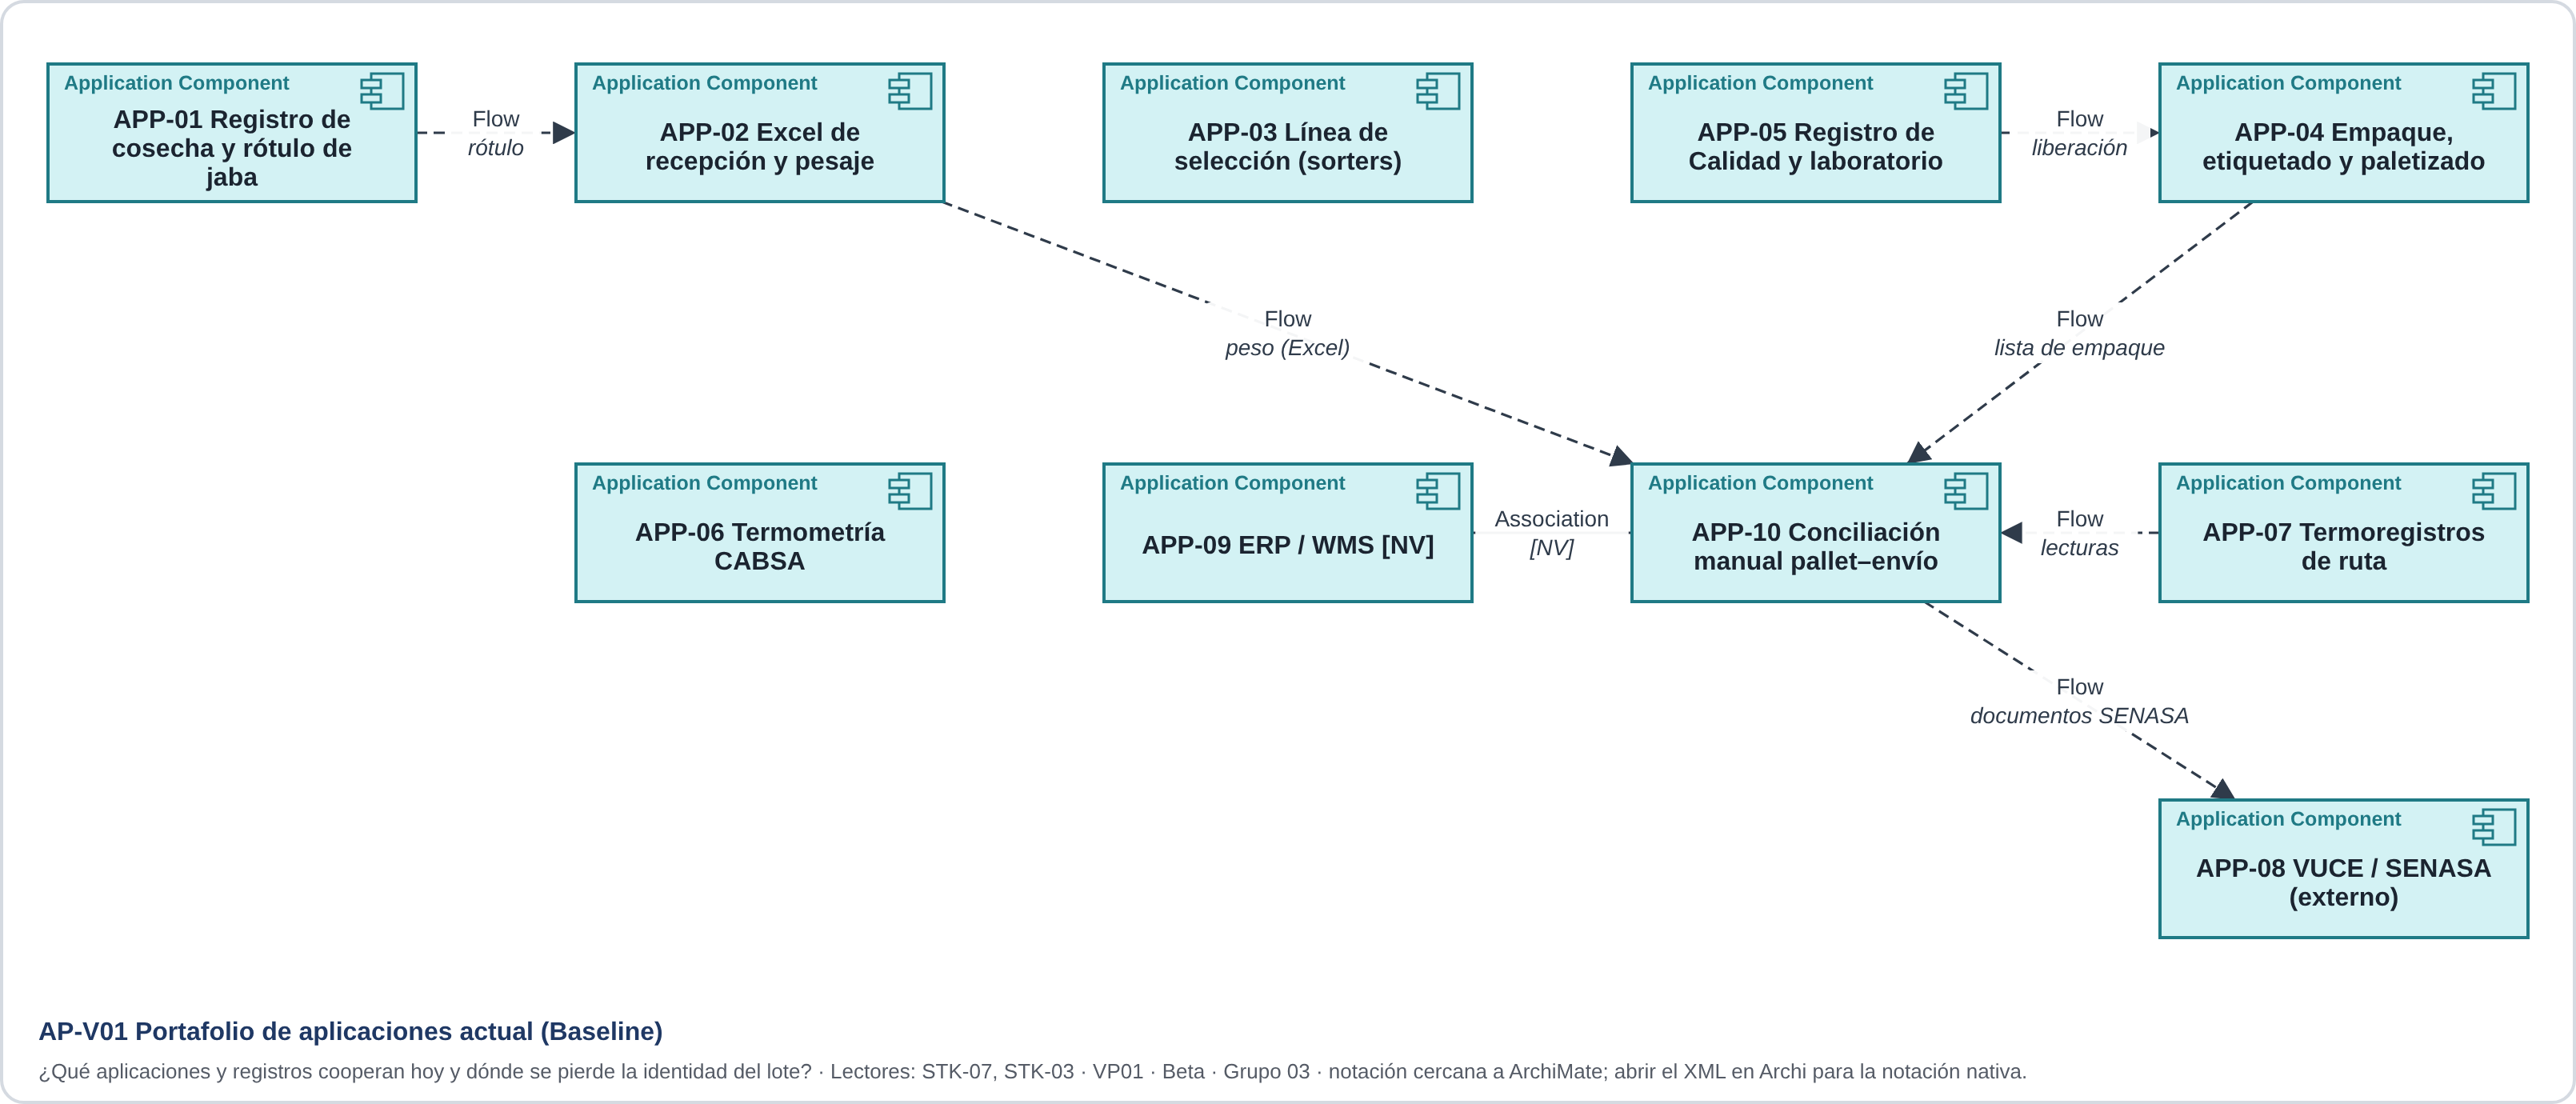 Application Component
APP-01 Registro de
cosecha y rótulo de
jaba
Flow
rótulo
Application Component
APP-02 Excel de
recepción y pesaje
Application Component
APP-03 Línea de
selección (sorters)
Application Component
APP-05 Registro de
Calidad y laboratorio
Flow
liberación
Application Component
APP-04 Empaque,
etiquetado y paletizado
Flow
peso (Excel)
Flow
lista de empaque
Application Component
APP-06 Termometría
CABSA
Application Component
APP-09 ERP / WMS [NV]
Association
[NV]
Application Component
APP-10 Conciliación
manual pallet–envío
Flow
lecturas
Application Component
APP-07 Termoregistros
de ruta
Flow
documentos SENASA
Application Component
APP-08 VUCE / SENASA
(externo)
AP-V01 Portafolio de aplicaciones actual (Baseline)
¿Qué aplicaciones y registros cooperan hoy y dónde se pierde la identidad del lote? · Lectores: STK-07, STK-03 · VP01 · Beta · Grupo 03 · notación cercana a ArchiMate; abrir el XML en Archi para la notación nativa.